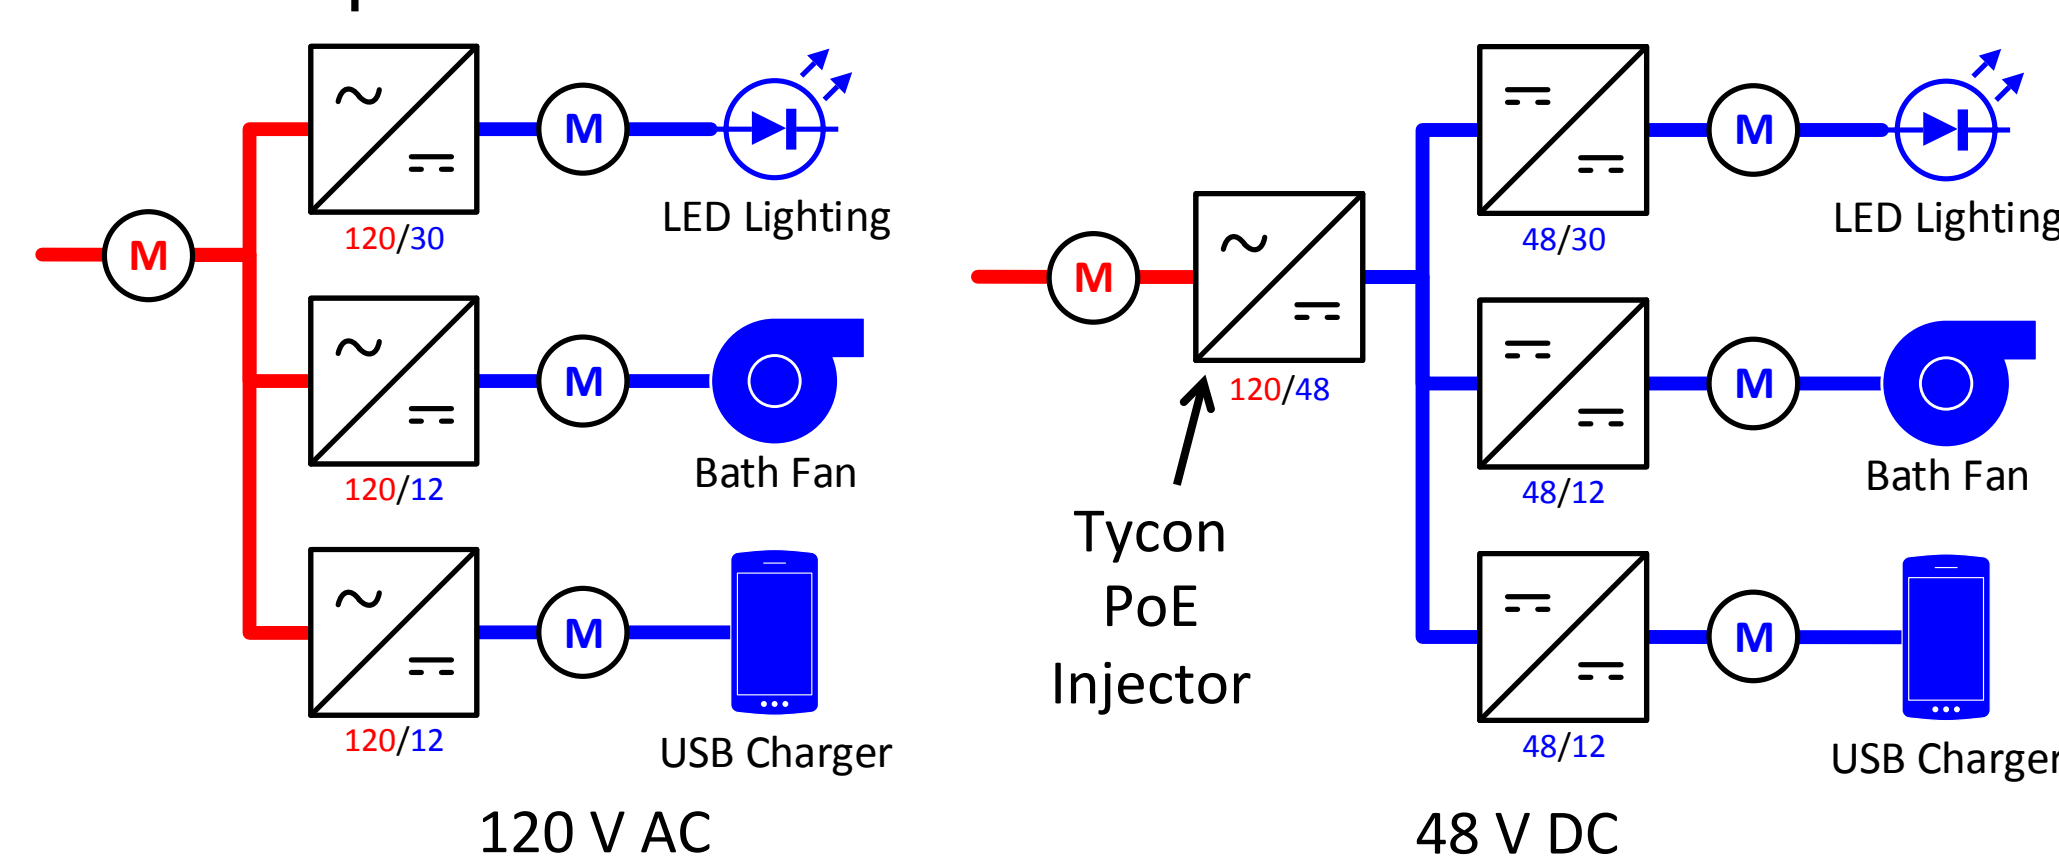 M
LED Lighting
120/30
M
M
Bath Fan
120/12
M
USB Charger
120/12
120 V AC
M
LED Lighting
48/30
M
120/48
M
Bath Fan
48/12
Tycon
PoE
Injector
M
USB Charger
48/12
48 V DC